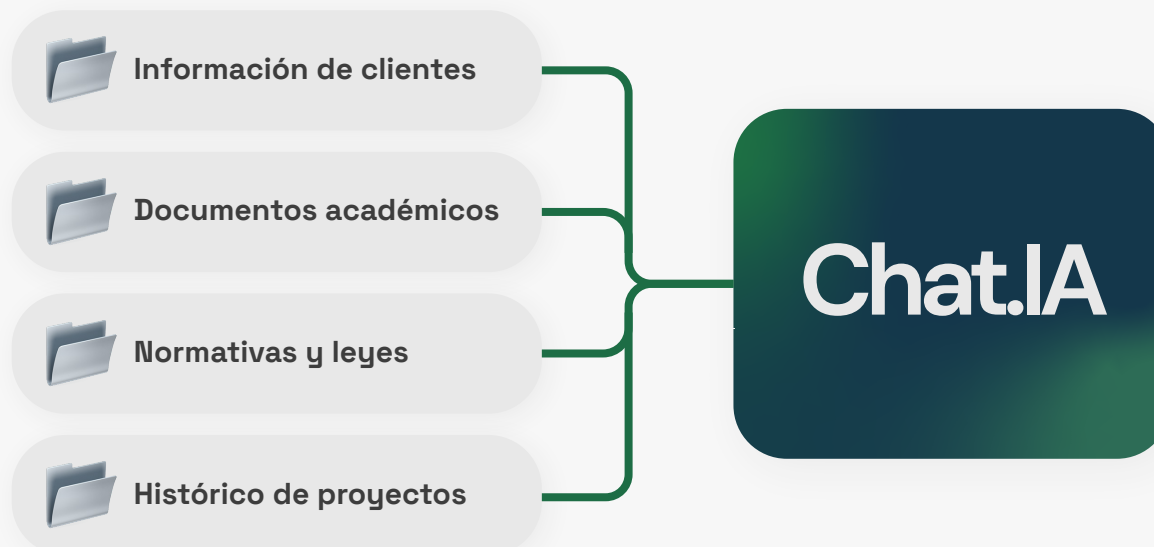 Información de clientes
Documentos académicos
Normativas y leyes
Histórico de proyectos
Chat.IA